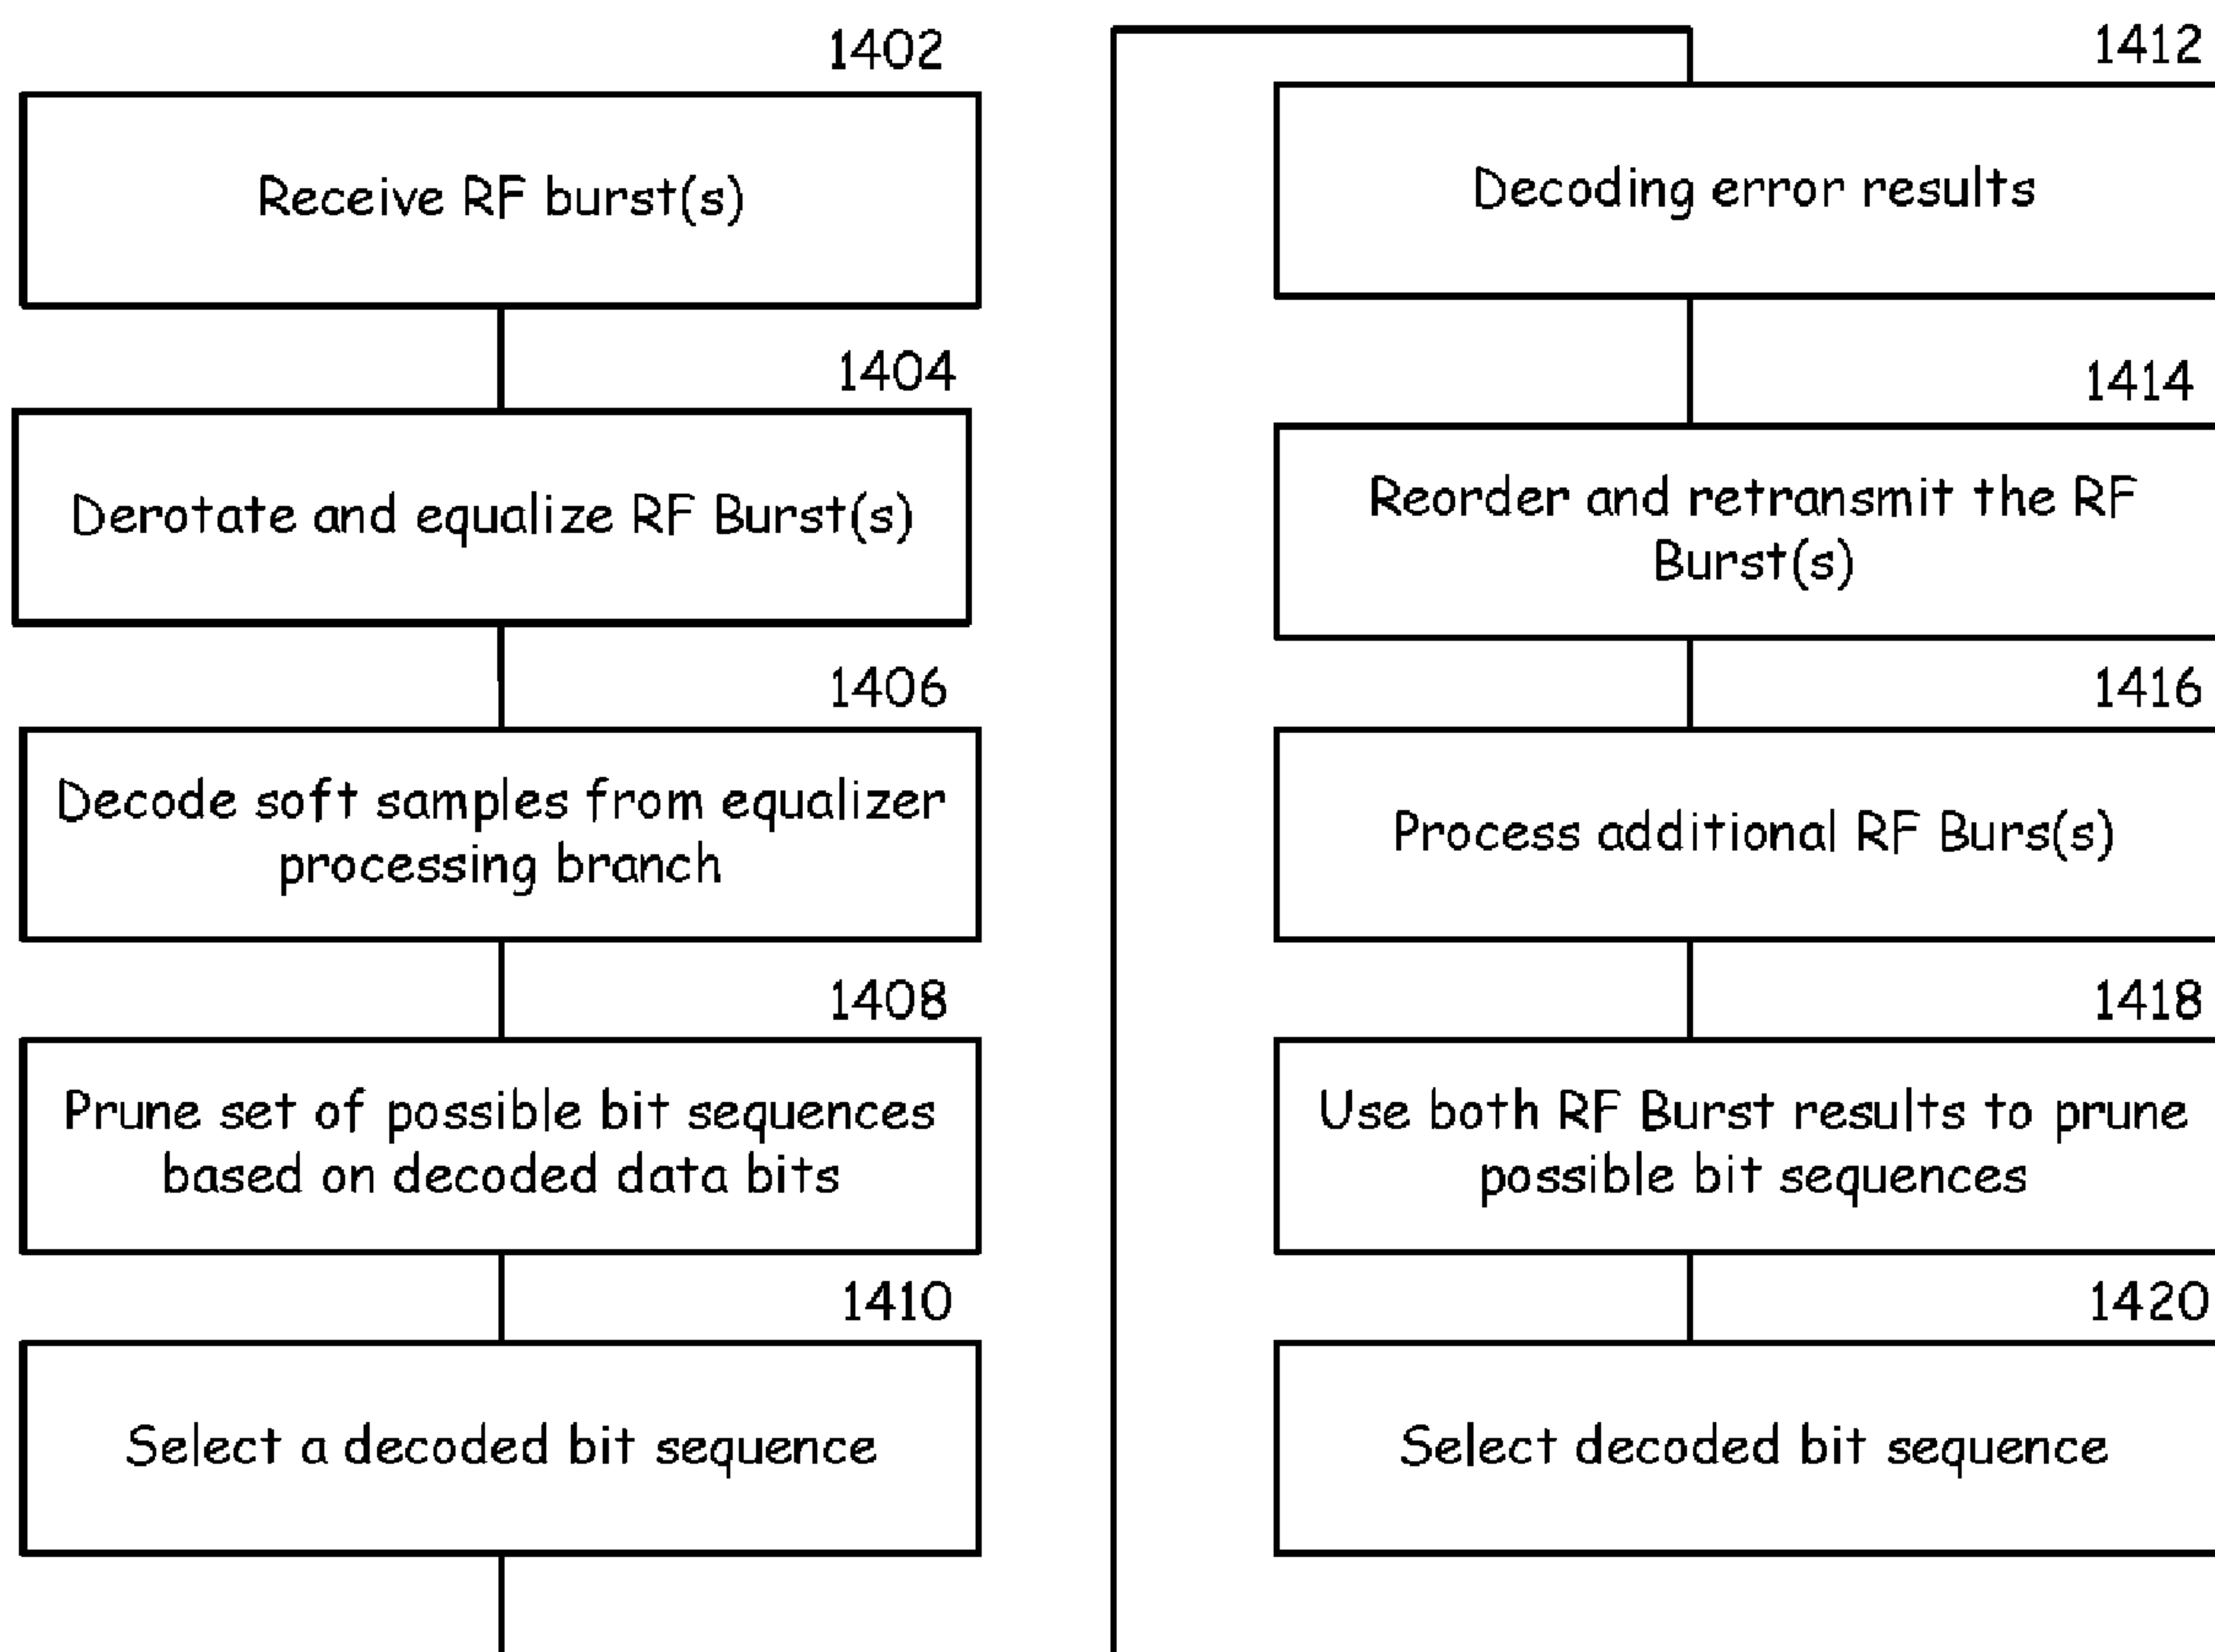 1402
Receive RF burst(s)
1404
Derotate and equalize RF Burst(s)
1406
Decode soft samples from equalizer
processing branch
1408
Prune set of possible bit sequences
based on decoded data bits
1410
Select a decoded bit sequence
1412
Decoding error results
1414
Reorder and retransmit the RF
Burst(s)
1416
Process additional RF Burs(s)
1418
Use both RF Burst results to prune
possible bit sequences
1420
Select decoded bit sequence